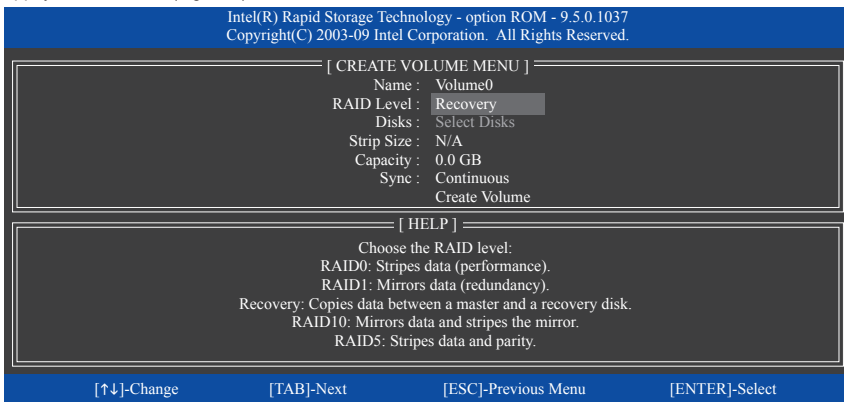 Intel(R) Rapid Storage Technology - option ROM - 9.5.0.1037
Copyright(C) 2003-09 Intel Corporation. All Rights Reserved.
[ CREATE VOLUME MENU ]
Name : Volume0
RAID Level : Recovery
Disks : Select Disks
Strip Size : N/A
Capacity : 0.0 GB
Sync : Continuous
Create Volume
[ HELP ]
Choose the RAID level:
RAID0: Stripes data (performance).
RAID1: Mirrors data (redundancy).
Recovery: Copies data between a master and a recovery disk.
RAID10: Mirrors data and stripes the mirror.
RAID5: Stripes data and parity.
[↑↓]-Change [TAB]-Next [ESC]-Previous Menu [ENTER]-Select